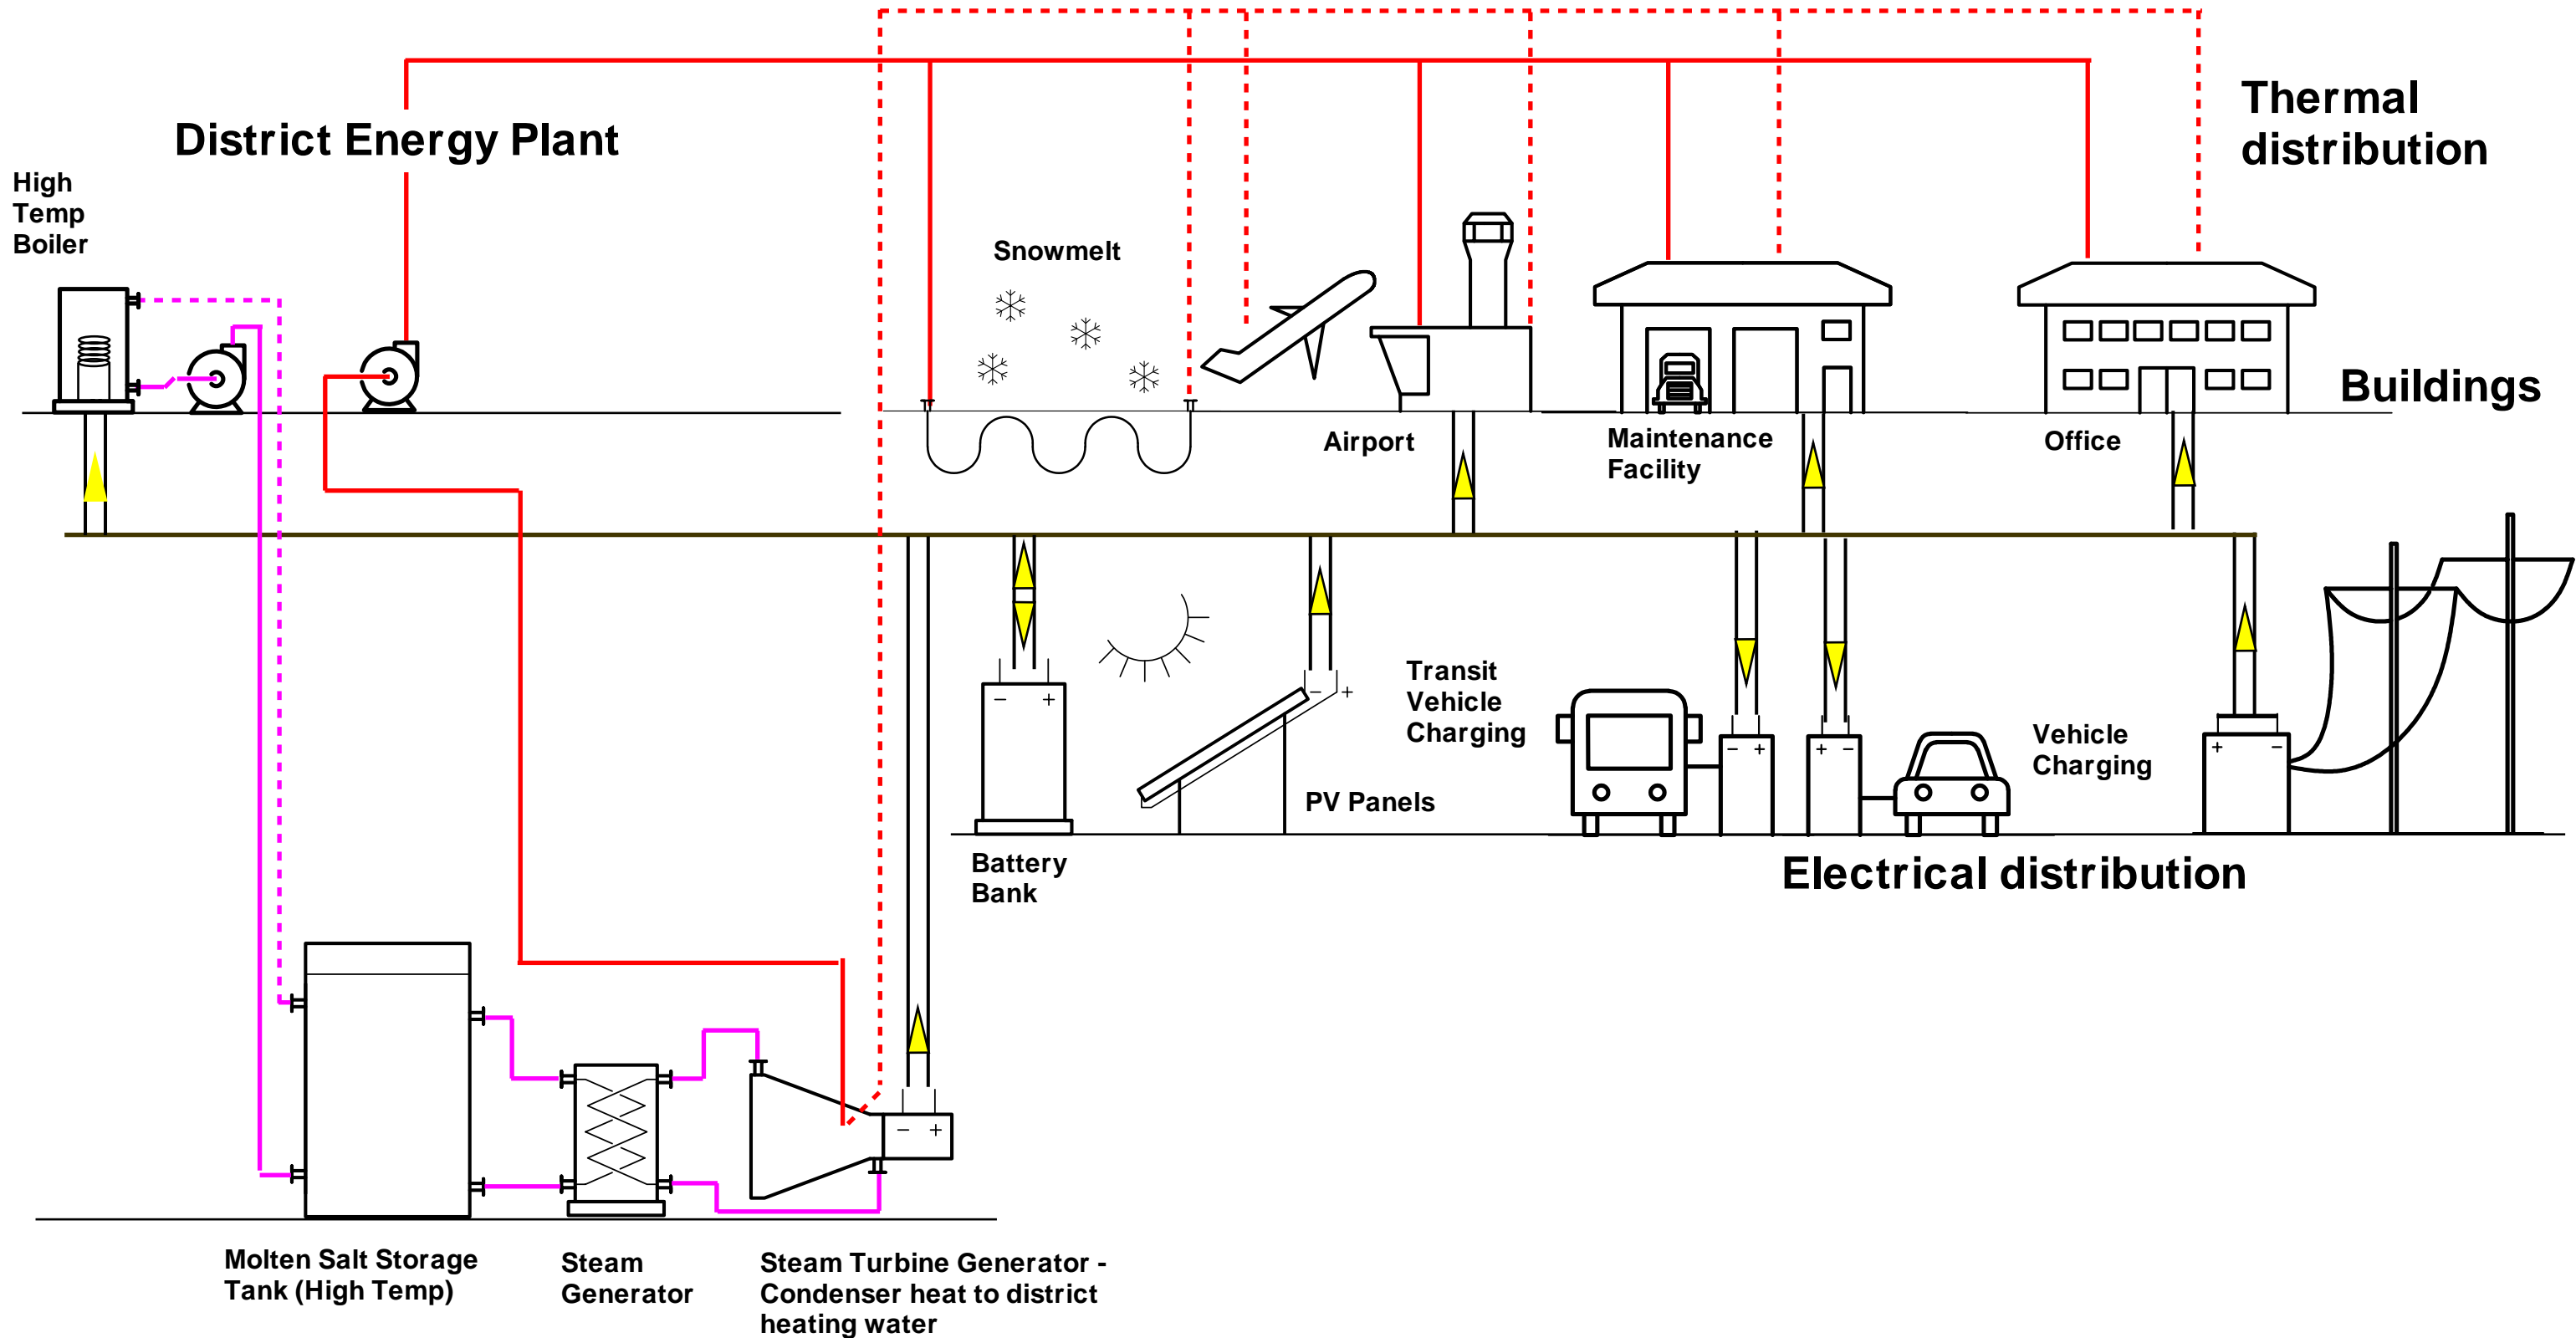 Thermal
distribution
District Energy Plant
High
Temp
Boiler
Snowmelt
Buildings
Airport
Maintenance
Facility
Office
Transit
Vehicle
Charging
- +
- +
- +
+ -
Vehicle
Charging
+ -
PV Panels
Battery
Bank
Electrical distribution
- +
Molten Salt Storage
Tank (High Temp)
Steam
Generator
Steam Turbine Generator -
Condenser heat to district
heating water